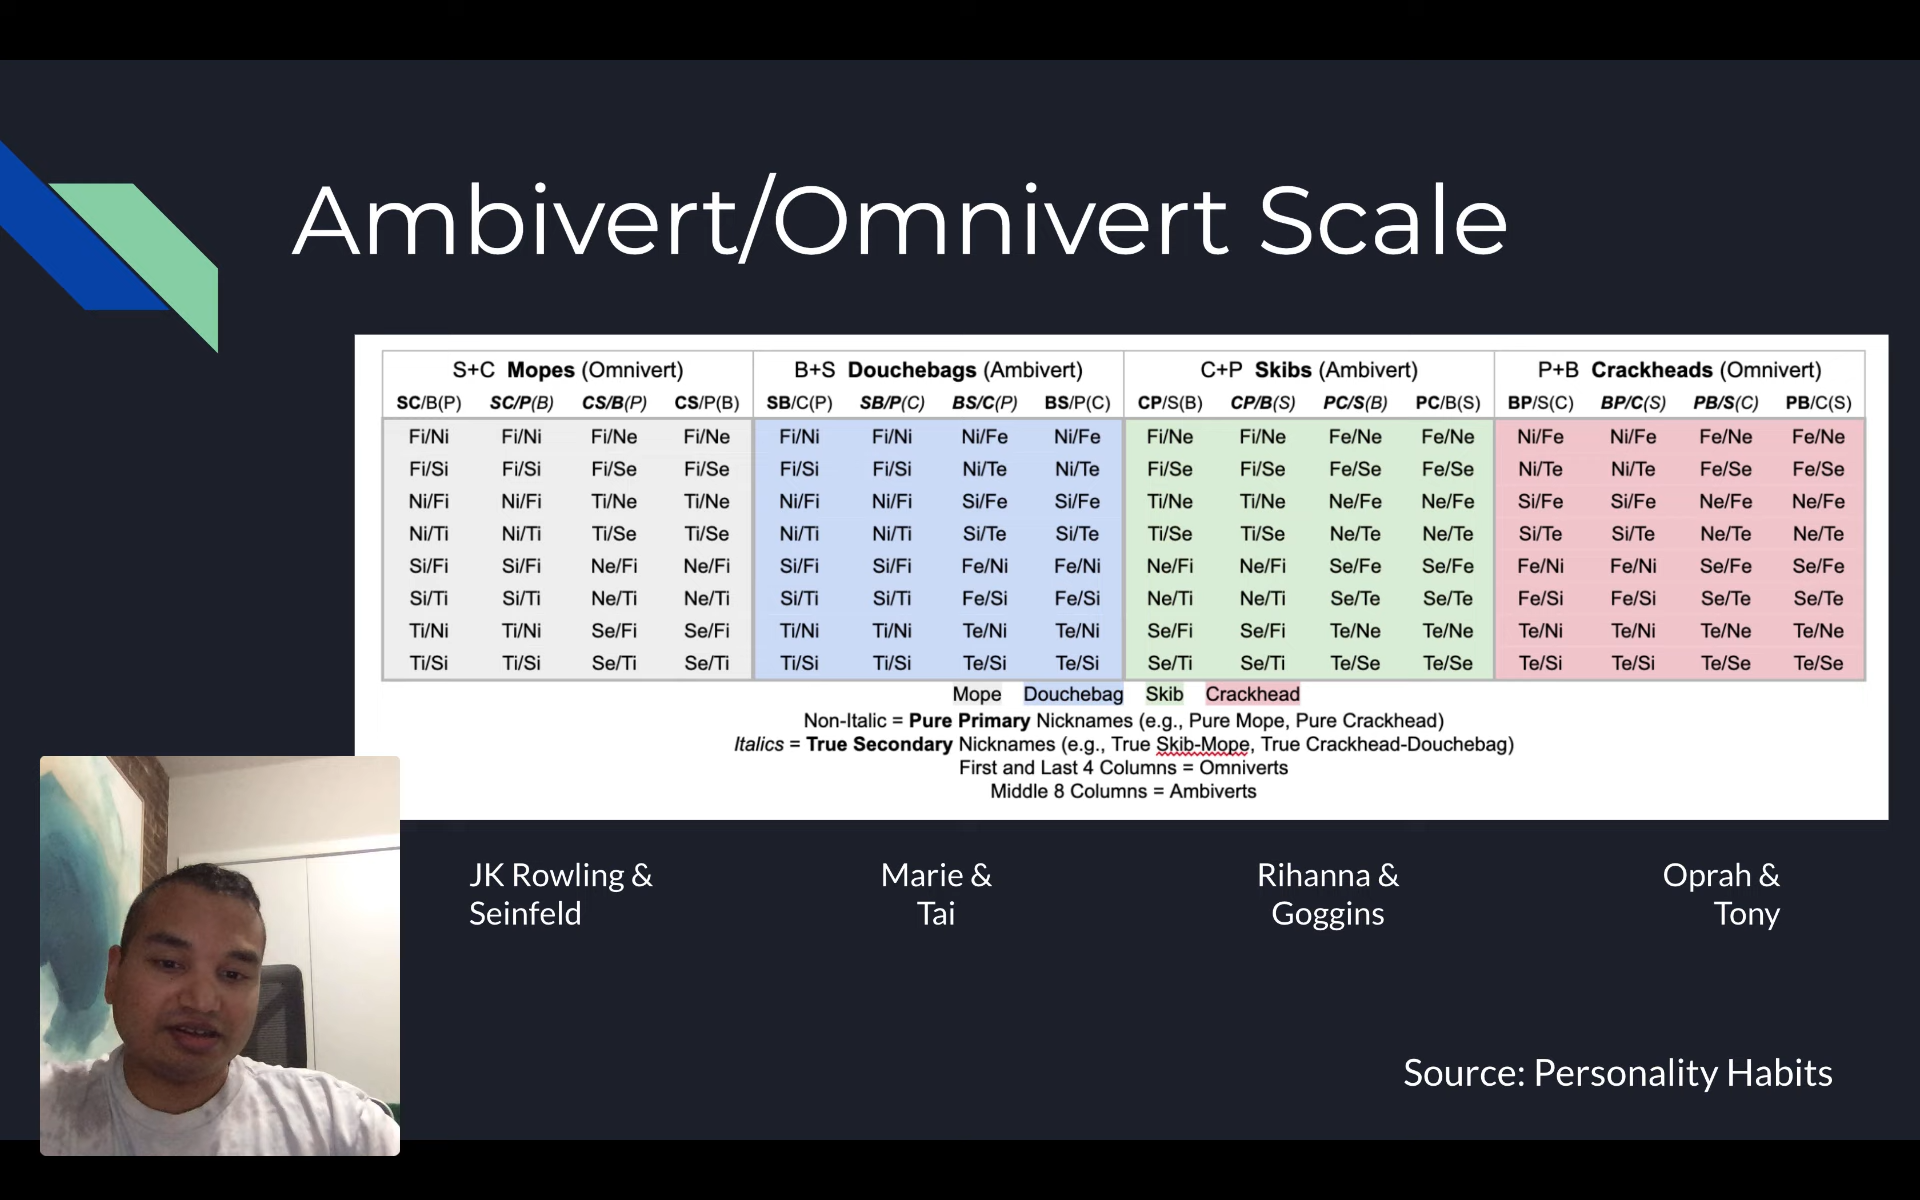 Ambivert/Omnivert Scale
S+C Mopes (Omnivert) B+S Douchebags (Ambivert) C+P Skibs (Ambivert) P+B Crackheads (Omnivert)
SC/B(P) SC/P(B) CS/B(P) CS/P(B) SB/C(P) SB/P(C) BS/C(P) BS/P(C) CP/S(B) CP/B(S) PC/S(B) PC/B(S) BP/S(C) BP/C(S) PB/S(C) PB/C(S)
Fi/Ni Fi/Ni Fi/Ne Fi/Ne Fi/Ni Fi/Ni Ni/Fe Ni/Fe Fi/Ne Fi/Ne Fe/Ne Fe/Ne Ni/Fe Ni/Fe Fe/Ne Fe/Ne
Fi/Si Fi/Si Fi/Se Fi/Se Fi/Si Fi/Si Ni/Te Ni/Te Fi/Se Fi/Se Fe/Se Fe/Se Ni/Te Ni/Te Fe/Se Fe/Se
Ni/Fi Ni/Fi Ti/Ne Ti/Ne Ni/Fi Ni/Fi Si/Fe Si/Fe Ti/Ne Ti/Ne Ne/Fe Ne/Fe Si/Fe Si/Fe Ne/Fe Ne/Fe
Ni/Ti Ni/Ti Ti/Se Ti/Se Ni/Ti Ni/Ti Si/Te Si/Te Ti/Se Ti/Se Ne/Te Ne/Te Si/Te Si/Te Ne/Te Ne/Te
Si/Fi Si/Fi Ne/Fi Ne/Fi Si/Fi Si/Fi Fe/Ni Fe/Ni Ne/Fi Ne/Fi Se/Fe Se/Fe Fe/Ni Fe/Ni Se/Fe Se/Fe
Si/Ti Si/Ti Ne/Ti Ne/Ti Si/Ti Si/Ti Fe/Si Fe/Si Ne/Ti Ne/Ti Se/Te Se/Te Fe/Si Fe/Si Se/Te Se/Te
Ti/Ni Ti/Ni Se/Fi Se/Fi Ti/Ni Ti/Ni Te/Ni Te/Ni Se/Fi Se/Fi Te/Ne Te/Ne Te/Ni Te/Ni Te/Ne Te/Ne
Ti/Si Ti/Si Se/Ti Se/Ti Ti/Si Ti/Si Te/Si Te/Si Se/Ti Se/Ti Te/Se Te/Se Te/Si Te/Si Te/Se Te/Se
Mope Douchebag Skib Crackhead
Non-Italic = Pure Primary Nicknames (e.g., Pure Mope, Pure Crackhead)
Italics = True Secondary Nicknames (e.g., True Skib-Mope, True Crackhead-Douchebag)
First and Last 4 Columns = Omniverts
Middle 8 Columns = Ambiverts
JK Rowling & Marie & Rihanna & Oprah &
Seinfeld Tai Goggins Tony
Source: Personality Habits